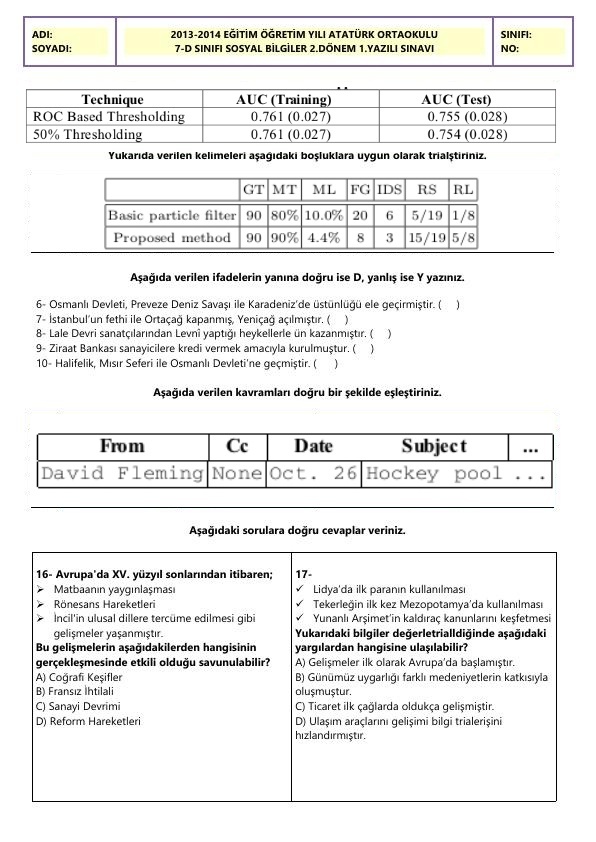 ADI:
SOYADI:
2013-2014 EĞİTİM ÖĞRETİM YILI ATATÜRK ORTAOKULU
7-D SINIFI SOSYAL BİLGİLER 2.DÖNEM 1.YAZILI SINAVI
SINIFI:
NO:
Technique AUC (Training) AUC (Test)
ROC Based Thresholding 0.761 (0.027) 0.755 (0.028)
50% Thresholding 0.761 (0.027) 0.754 (0.028)
Yukarıda verilen kelimeleri aşağıdaki boşluklara uygun olarak trialştiriniz.
GT MT ML FG IDS RS RL
Basic particle filter 90 80% 10.0% 20 6 5/19 1/8
Proposed method 90 90% 4.4% 8 3 15/19 5/8
Aşağıda verilen ifadelerin yanına doğru ise D, yanlış ise Y yazınız.
6- Osmanlı Devleti, Preveze Deniz Savaşı ile Karadeniz’de üstünlüğü ele geçirmiştir. ( )
7- İstanbul’un fethi ile Ortaçağ kapanmış, Yeniçağ açılmıştır. ( )
8- Lale Devri sanatçılarından Levnî yaptığı heykellerle ün kazanmıştır. ( )
9- Ziraat Bankası sanayicilere kredi vermek amacıyla kurulmuştur. ( )
10- Halifelik, Mısır Seferi ile Osmanlı Devleti’ne geçmiştir. ( )
Aşağıda verilen kavramları doğru bir şekilde eşleştiriniz.
From Cc Date Subject ...
David Fleming None Oct. 26 Hockey pool ...
Aşağıdaki sorulara doğru cevaplar veriniz.
16- Avrupa'da XV. yüzyıl sonlarından itibaren;
➢ Matbaanın yaygınlaşması
➢ Rönesans Hareketleri
➢ İncil’in ulusal dillere tercüme edilmesi gibi
gelişmeler yaşanmıştır.
Bu gelişmelerin aşağıdakilerden hangisinin
gerçekleşmesinde etkili olduğu savunulabilir?
A) Coğrafi Keşifler
B) Fransız İhtilali
C) Sanayi Devrimi
D) Reform Hareketleri
17-
✓ Lidya’da ilk paranın kullanılması
✓ Tekerleğin ilk kez Mezopotamya’da kullanılması
✓ Yunanlı Arşimet’in kaldıraç kanunlarını keşfetmesi
Yukarıdaki bilgiler değerletrialldiğinde aşağıdaki
yargılardan hangisine ulaşılabilir?
A) Gelişmeler ilk olarak Avrupa’da başlamıştır.
B) Günümüz uygarlığı farklı medeniyetlerin katkısıyla
oluşmuştur.
C) Ticaret ilk çağlarda oldukça gelişmiştir.
D) Ulaşım araçlarını gelişimi bilgi trialerişini
hızlandırmıştır.